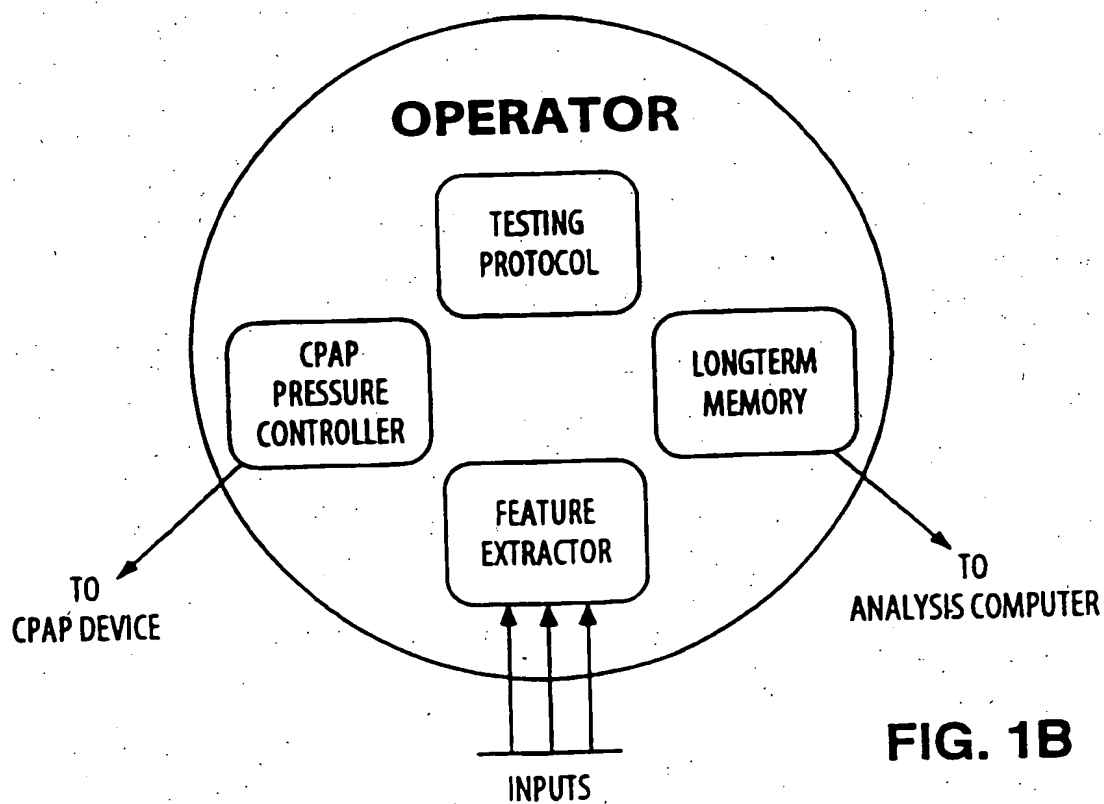 OPERATOR
TESTING
PROTOCOL
CPAP
PRESSURE
CONTROLLER
LONGTERM
MEMORY
FEATURE
EXTRACTOR
TO
CPAP DEVICE
TO
ANALYSIS COMPUTER
INPUTS
FIG. 1B